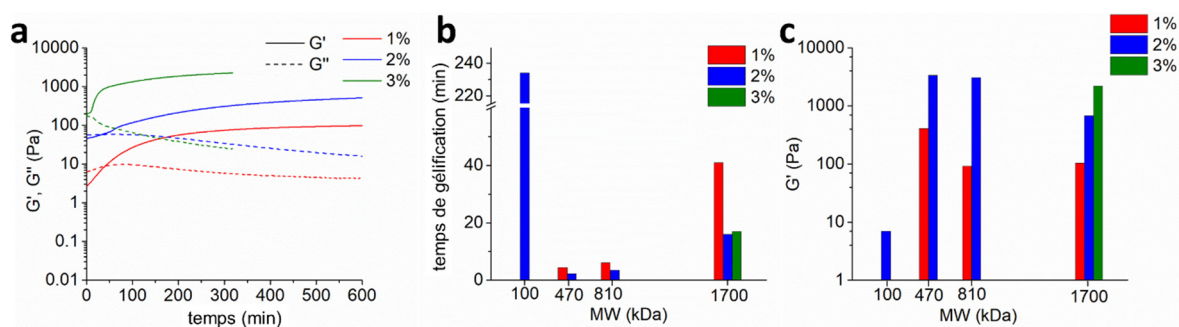 a
G', G'' (Pa)
10000
1000
100
10
1
0.1
0.01
0 100 200 300 400 500 600
temps (min)
G'
G''
1%
2%
3%
b
temps de gélification (min)
240
220
40
20
0
100 470 810 1700
MW (kDa)
1%
2%
3%
c
G' (Pa)
10000
1000
100
10
1
100 470 810 1700
MW (kDa)
1%
2%
3%